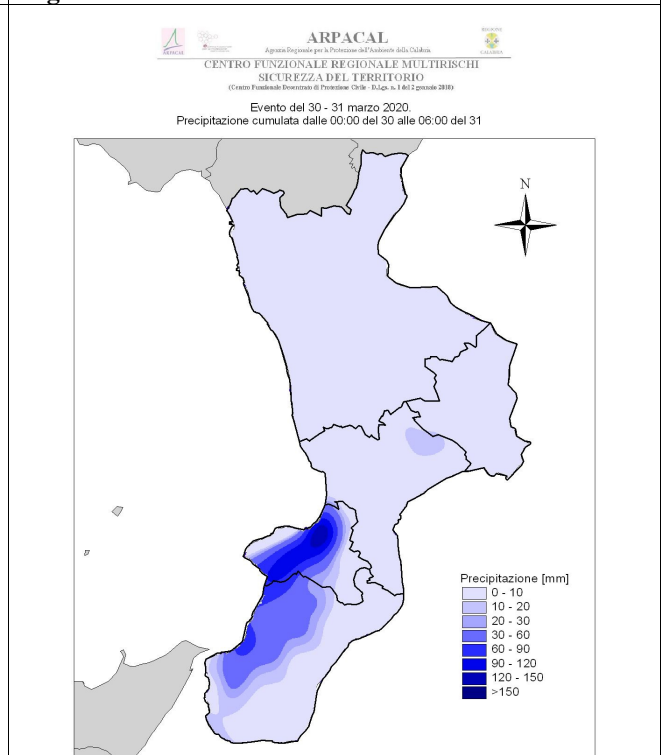 ARPACAL
Agenzia Regionale per la Protezione dell'Ambiente della Calabria
REGIONE
CALABRIA
ARPACAL
CENTRO FUNZIONALE REGIONALE MULTIRISCHI
SICUREZZA DEL TERRITORIO
(Centro Funzionale Decentrato di Protezione Civile - D.Lgs. n. 1 del 2 gennaio 2018)
Evento del 30 - 31 marzo 2020.
Precipitazione cumulata dalle 00:00 del 30 alle 06:00 del 31
N
Precipitazione [mm]
0 - 10
10 - 20
20 - 30
30 - 60
60 - 90
90 - 120
120 - 150
>150